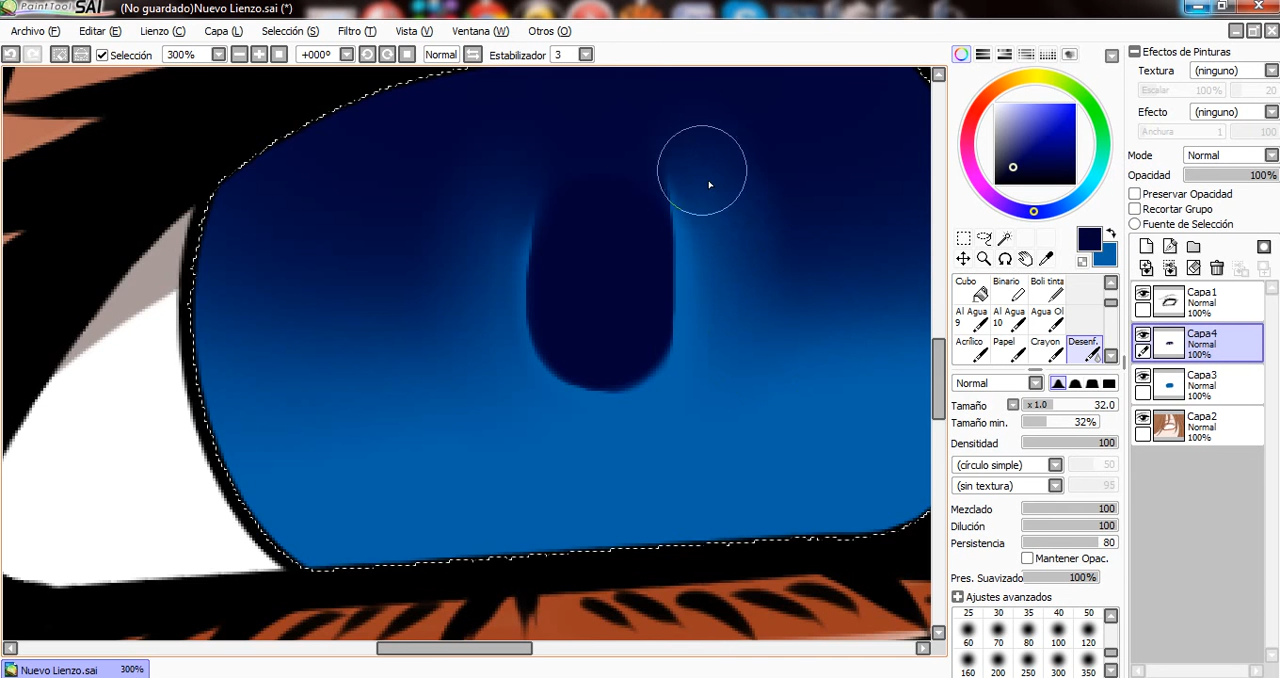 PaintTool SAI (No guardado)Nuevo Lienzo.sai (*)
Archivo (F) Editar (E) Lienzo (C) Capa (L) Selección (S) Filtro (T) Vista (V) Ventana (W) Otros (O)
Selección 300% +000º Normal Estabilizador 3
Efectos de Pinturas
Textura (ninguno)
Escalar 100% 20
Efecto (ninguno)
Anchura 1 100
Mode Normal
Opacidad 100%
Preservar Opacidad
Recortar Grupo
Fuente de Selección
Cubo Binario Boli tinta
Al Agua 9 Al Agua 10 Agua Ol
Acrílico Papel Crayon Desenf.
Normal
Tamaño x 1.0 32.0
Tamaño min. 32%
Densitidad 100
(círculo simple) 50
(sin textura) 95
Mezclado 100
Dilución 100
Persistencia 80
Mantener Opac.
Pres. Suavizado 100%
Ajustes avanzados
25 30 35 40 50
60 70 80 100 120
160 200 250 300 350
Capa1
Normal
100%
Capa4
Normal
100%
Capa3
Normal
100%
Capa2
Normal
100%
Nuevo Lienzo.sai 300%